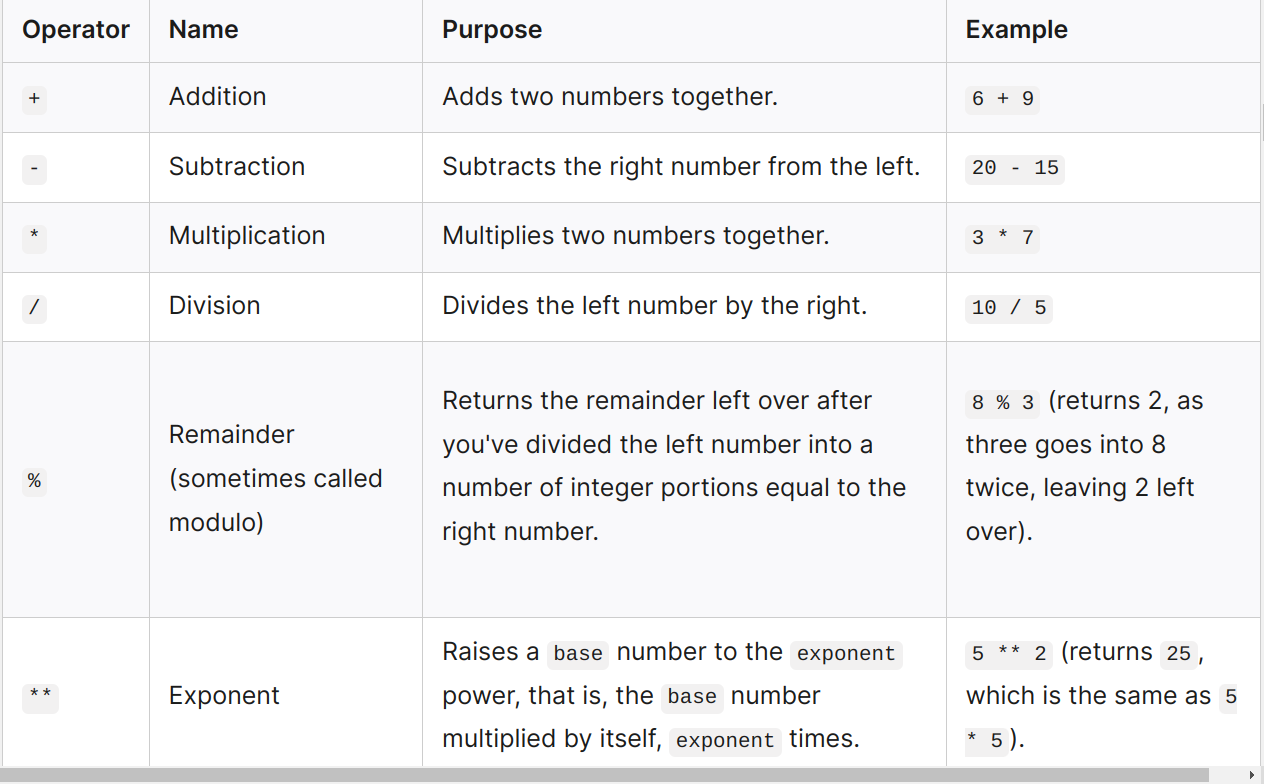 Operator Name Purpose Example
+ Addition Adds two numbers together. 6 + 9
- Subtraction Subtracts the right number from the left. 20 - 15
* Multiplication Multiplies two numbers together. 3 * 7
/ Division Divides the left number by the right. 10 / 5
%
Remainder
(sometimes called
modulo)
Returns the remainder left over after
you've divided the left number into a
number of integer portions equal to the
right number.
8 % 3 (returns 2, as
three goes into 8
twice, leaving 2 left
over).
**
Exponent
Raises a base number to the exponent
power, that is, the base number
multiplied by itself, exponent times.
5 ** 2 (returns 25,
which is the same as 5
* 5).